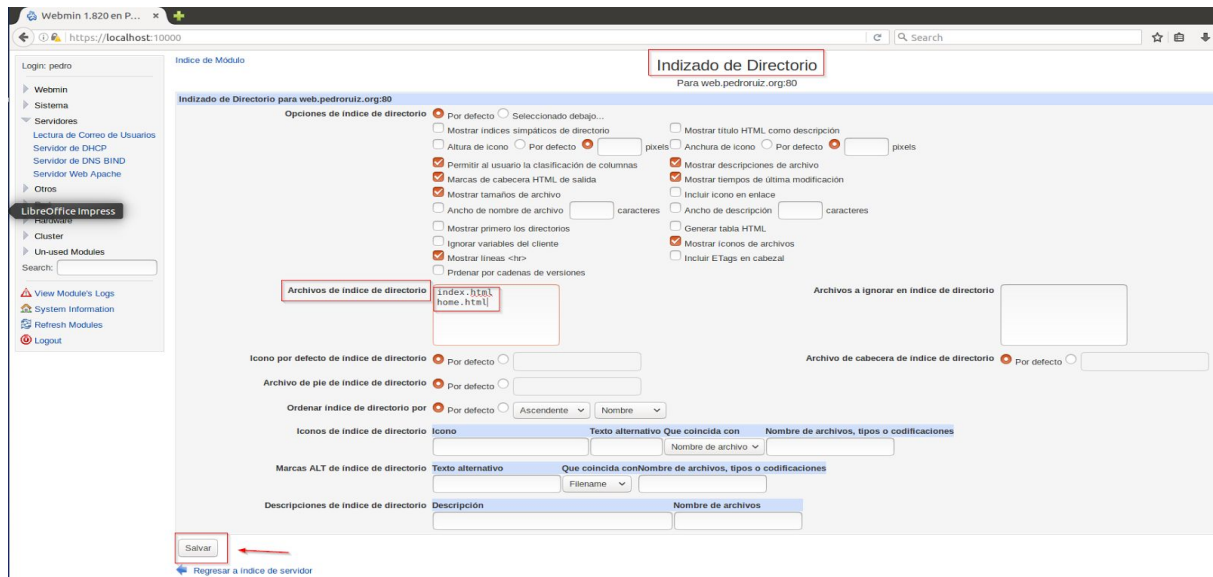 Webmin 1.820 en P... ×
https://localhost:10000 Search
Login: pedro
Webmin
Sistema
Servidores
Lectura de Correo de Usuarios
Servidor de DHCP
Servidor de DNS BIND
Servidor Web Apache
Otros
LibreOffice Impress
Hardware
Cluster
Un-used Modules
Search:
View Module's Logs
System Information
Refresh Modules
Logout
Indice de Módulo
Indizado de Directorio
Para web.pedroruiz.org:80
Indizado de Directorio para web.pedroruiz.org:80
Opciones de índice de directorio Por defecto Seleccionado debajo...
Mostrar índices simpáticos de directorio Mostrar título HTML como descripción
Altura de icono Por defecto pixels Anchura de icono Por defecto pixels
Permitir al usuario la clasificación de columnas Mostrar descripciones de archivo
Marcas de cabecera HTML de salida Mostrar tiempos de última modificación
Mostrar tamaños de archivo Incluir icono en enlace
Ancho de nombre de archivo caracteres Ancho de descripción caracteres
Mostrar primero los directorios Generar tabla HTML
Ignorar variables del cliente Mostrar íconos de archivos
Mostrar líneas <hr> Incluir ETags en cabezal
Prdenar por cadenas de versiones
Archivos de índice de directorio index.html Archivos a ignorar en índice de directorio
home.html
Icono por defecto de índice de directorio Por defecto Archivo de cabecera de índice de directorio Por defecto
Archivo de pie de índice de directorio Por defecto
Ordenar índice de directorio por Por defecto Ascendente Nombre
Iconos de índice de directorio Icono Texto alternativo Que coincida con Nombre de archivos, tipos o codificaciones
Nombre de archivo
Marcas ALT de índice de directorio Texto alternativo Que coincida con Nombre de archivos, tipos o codificaciones
Filename
Descripciones de índice de directorio Descripción Nombre de archivos
Salvar
Regresar a índice de servidor